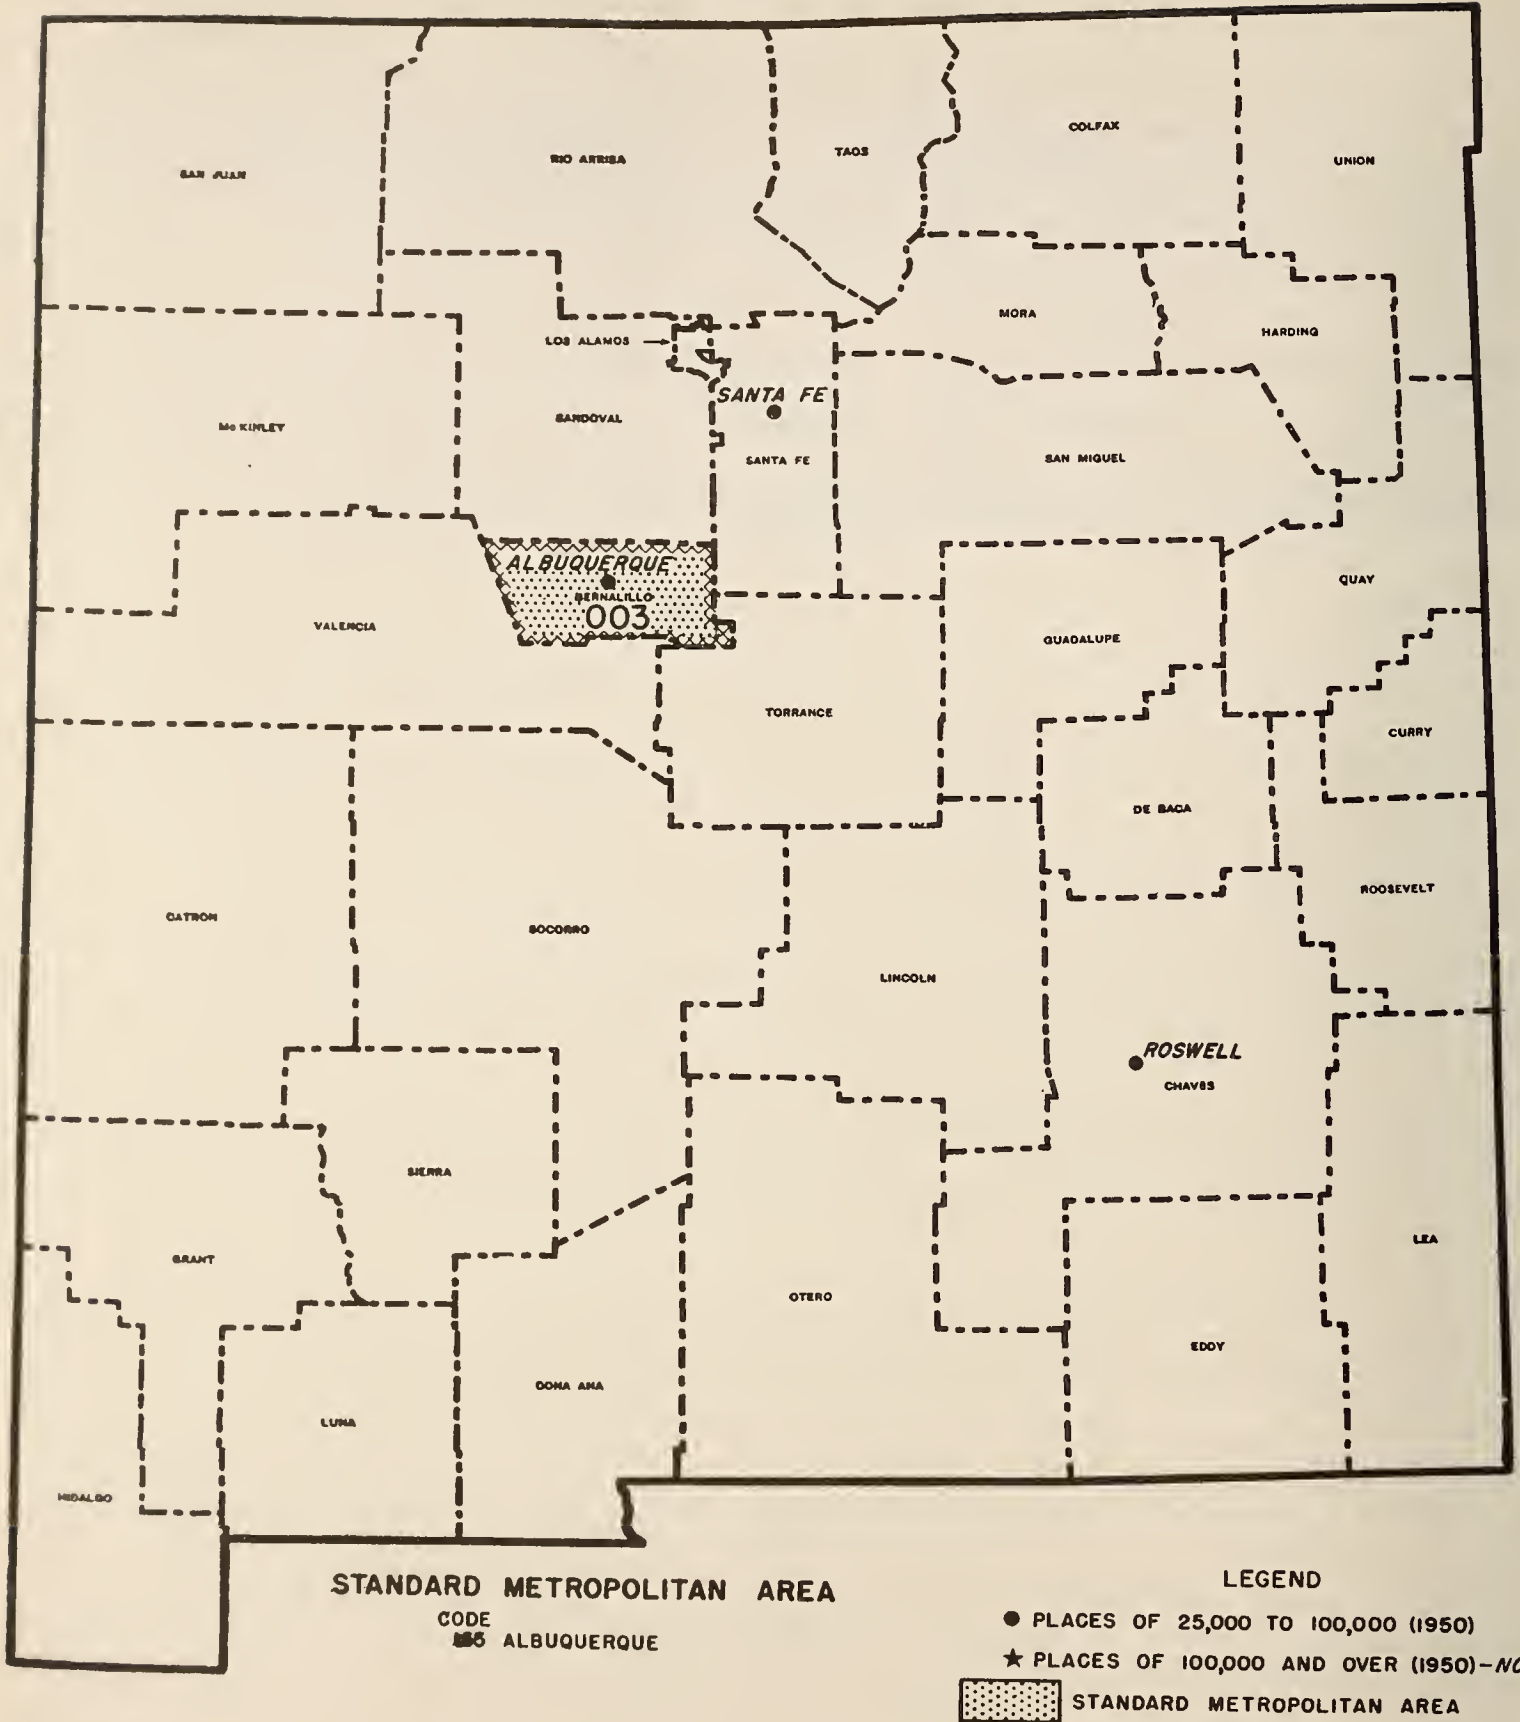 COLFAX
TAOS
RIO ARRIBA
UNION
SAN JUAN
MORA
HARDING
LOS ALAMOS
SANTA FE
SANDOVAL
Mc KINLEY
SANTA FE
SAN MIGUEL
ALBUQUERQUE
QUAY
BERNALILLO
003
VALENCIA
GUADALUPE
TORRANCE
CURRY
DE BACA
ROOSEVELT
CATRON
SOCORRO
LINCOLN
ROSWELL
CHAVES
SIERRA
LEA
GRANT
OTERO
EDDY
DONA ANA
LUNA
HIDALGO
STANDARD METROPOLITAN AREA
CODE
ALBUQUERQUE
LEGEND
PLACES OF 25,000 TO 100,000 (1950)
PLACES OF 100,000 AND OVER (1950)-
STANDARD METROPOLITAN AREA